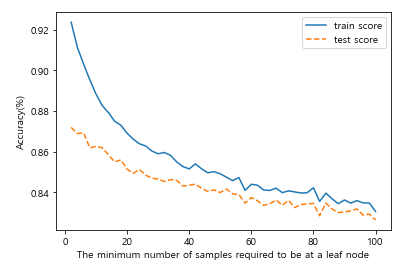 train score
test score
0.92
0.90
0.88
0.86
0.84
Accuracy(%)
0 20 40 60 80 100
The minimum number of samples required to be at a leaf node